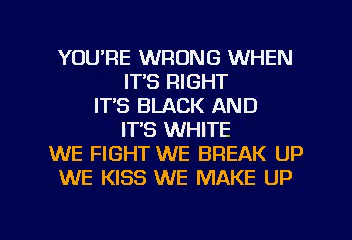 YOU'RE WRONG WHEN
IT'S RIGHT
IT'S BLACK AND
IT'S WHITE
WE FIGHT WE BREAK UP
WE KISS WE MAKE UP